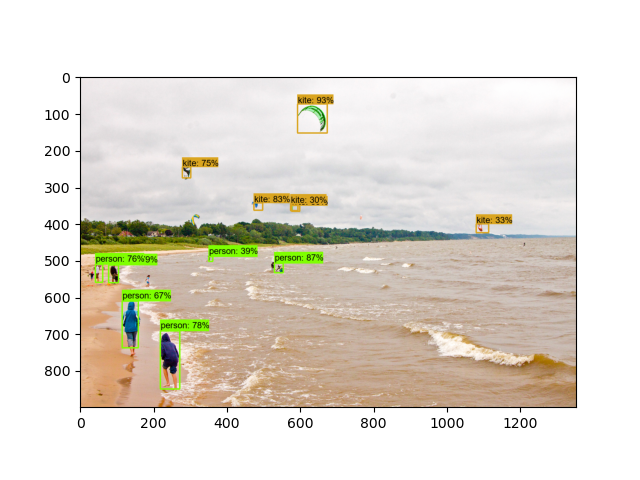 0
100
200
300
400
500
600
700
800
0
200
400
600
800
1000
1200
kite: 93%
kite: 75%
kite: 83%
kite: 30%
kite: 33%
person: 39%
person: 87%
person: 76%
9%
person: 67%
person: 78%